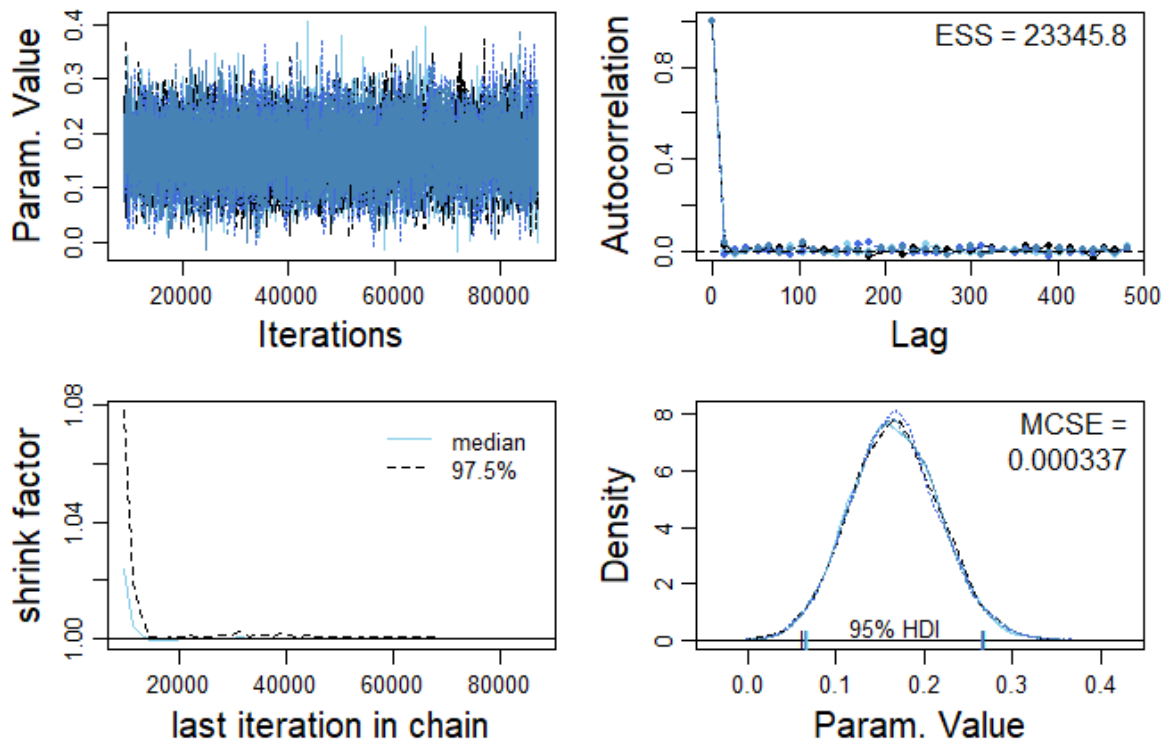 Param. Value
0.4
0.3
0.2
0.1
0.0
20000 40000 60000 80000
Iterations
ESS = 23345.8
Autocorrelation
0.8
0.4
0.0
0 100 200 300 400 500
Lag
shrink factor
1.08
1.04
1.00
median
97.5%
20000 40000 60000 80000
last iteration in chain
MCSE =
0.000337
Density
8
6
4
2
0
95% HDI
0.0 0.1 0.2 0.3 0.4
Param. Value